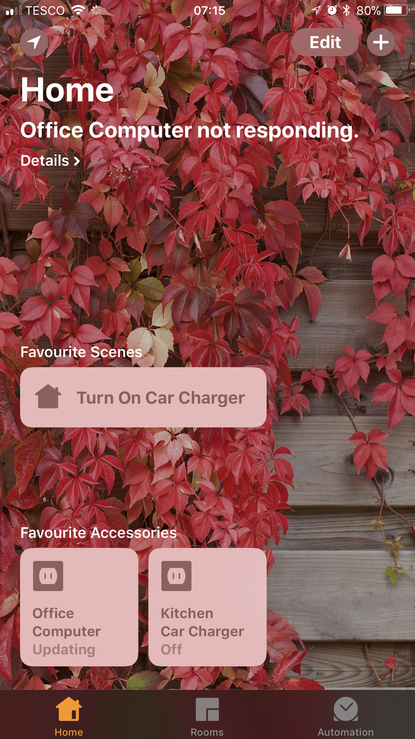 TESCO 07:15 80%
Edit
Home
Office Computer not responding.
Details
Favourite Scenes
Turn On Car Charger
Favourite Accessories
Office
Computer
Updating
Kitchen
Car Charger
Off
Home Rooms Automation